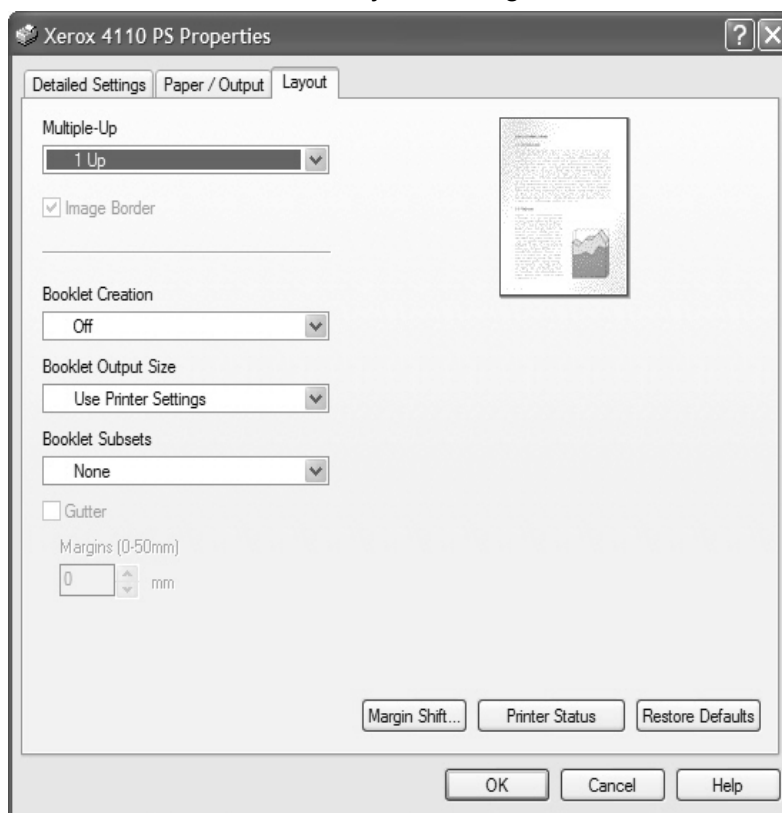 Xerox 4110 PS Properties
Detailed Settings
Paper / Output
Layout
Multiple-Up
1 Up
Image Border
Booklet Creation
Off
Booklet Output Size
Use Printer Settings
Booklet Subsets
None
Gutter
Margins (0-50mm)
0
mm
Margin Shift...
Printer Status
Restore Defaults
OK
Cancel
Help